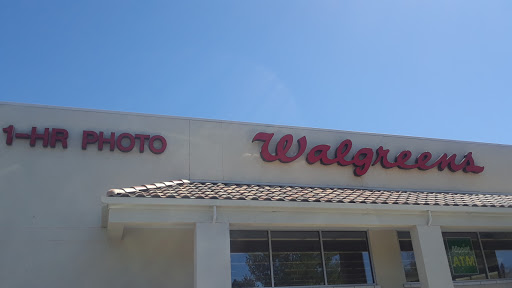 1-HR PHOTO
Walgreens
ATM